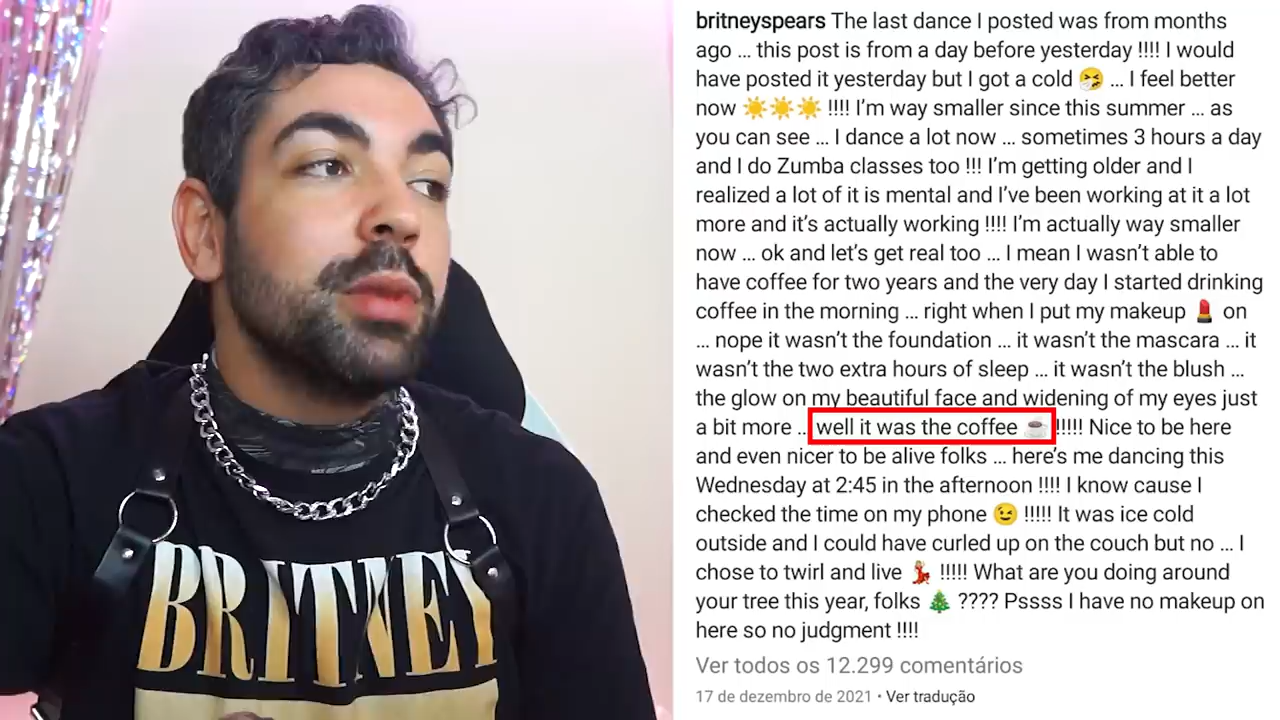 BRITNEY
britneyspears The last dance I posted was from months
ago ... this post is from a day before yesterday !!!! I would
have posted it yesterday but I got a cold 🤧 ... I feel better
now ☀️☀️☀️ !!!! I'm way smaller since this summer ... as
you can see ... I dance a lot now ... sometimes 3 hours a day
and I do Zumba classes too !!! I'm getting older and I
realized a lot of it is mental and I've been working at it a lot
more and it's actually working !!!! I'm actually way smaller
now ... ok and let's get real too ... I mean I wasn't able to
have coffee for two years and the very day I started drinking
coffee in the morning ... right when I put my makeup 💄 on
... nope it wasn't the foundation ... it wasn't the mascara ... it
wasn't the two extra hours of sleep ... it wasn't the blush ...
the glow on my beautiful face and widening of my eyes just
a bit more ... well it was the coffee ☕ !!!!! Nice to be here
and even nicer to be alive folks ... here's me dancing this
Wednesday at 2:45 in the afternoon !!!! I know cause I
checked the time on my phone 😉 !!!!! It was ice cold
outside and I could have curled up on the couch but no ... I
chose to twirl and live 💃 !!!!! What are you doing around
your tree this year, folks 🎄 ???? Pssss I have no makeup on
here so no judgment !!!!
Ver todos os 12.299 comentários
17 de dezembro de 2021 • Ver tradução